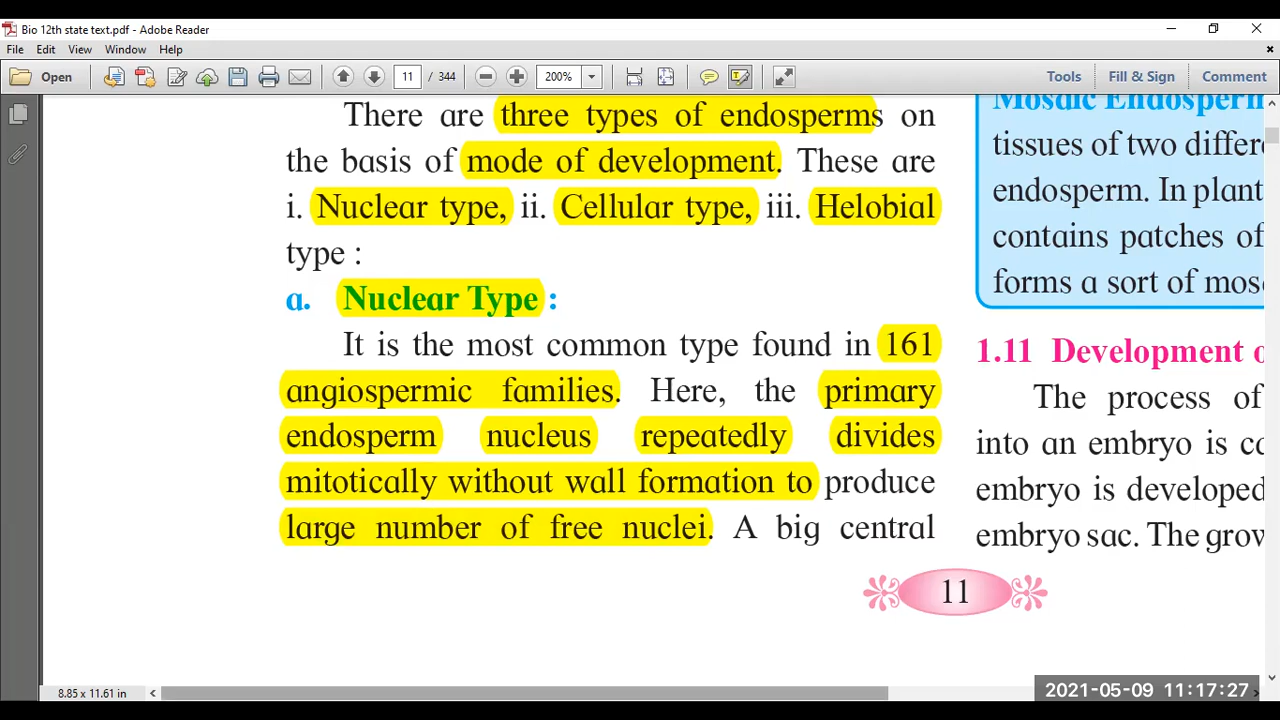 Bio 12th state text.pdf - Adobe Reader
File Edit View Window Help
Open 11 / 344 200% Tools Fill & Sign Comment
There are three types of endosperms on
the basis of mode of development. These are
i. Nuclear type, ii. Cellular type, iii. Helobial
type :
a. Nuclear Type :
It is the most common type found in 161
angiospermic families. Here, the primary
endosperm nucleus repeatedly divides
mitotically without wall formation to produce
large number of free nuclei. A big central
Mosaic Endosperm
tissues of two differe
endosperm. In plant
contains patches of
forms a sort of mos
1.11 Development o
The process of
into an embryo is ca
embryo is developed
embryo sac. The grov
11
8.85 x 11.61 in
2021-05-09 11:17:27